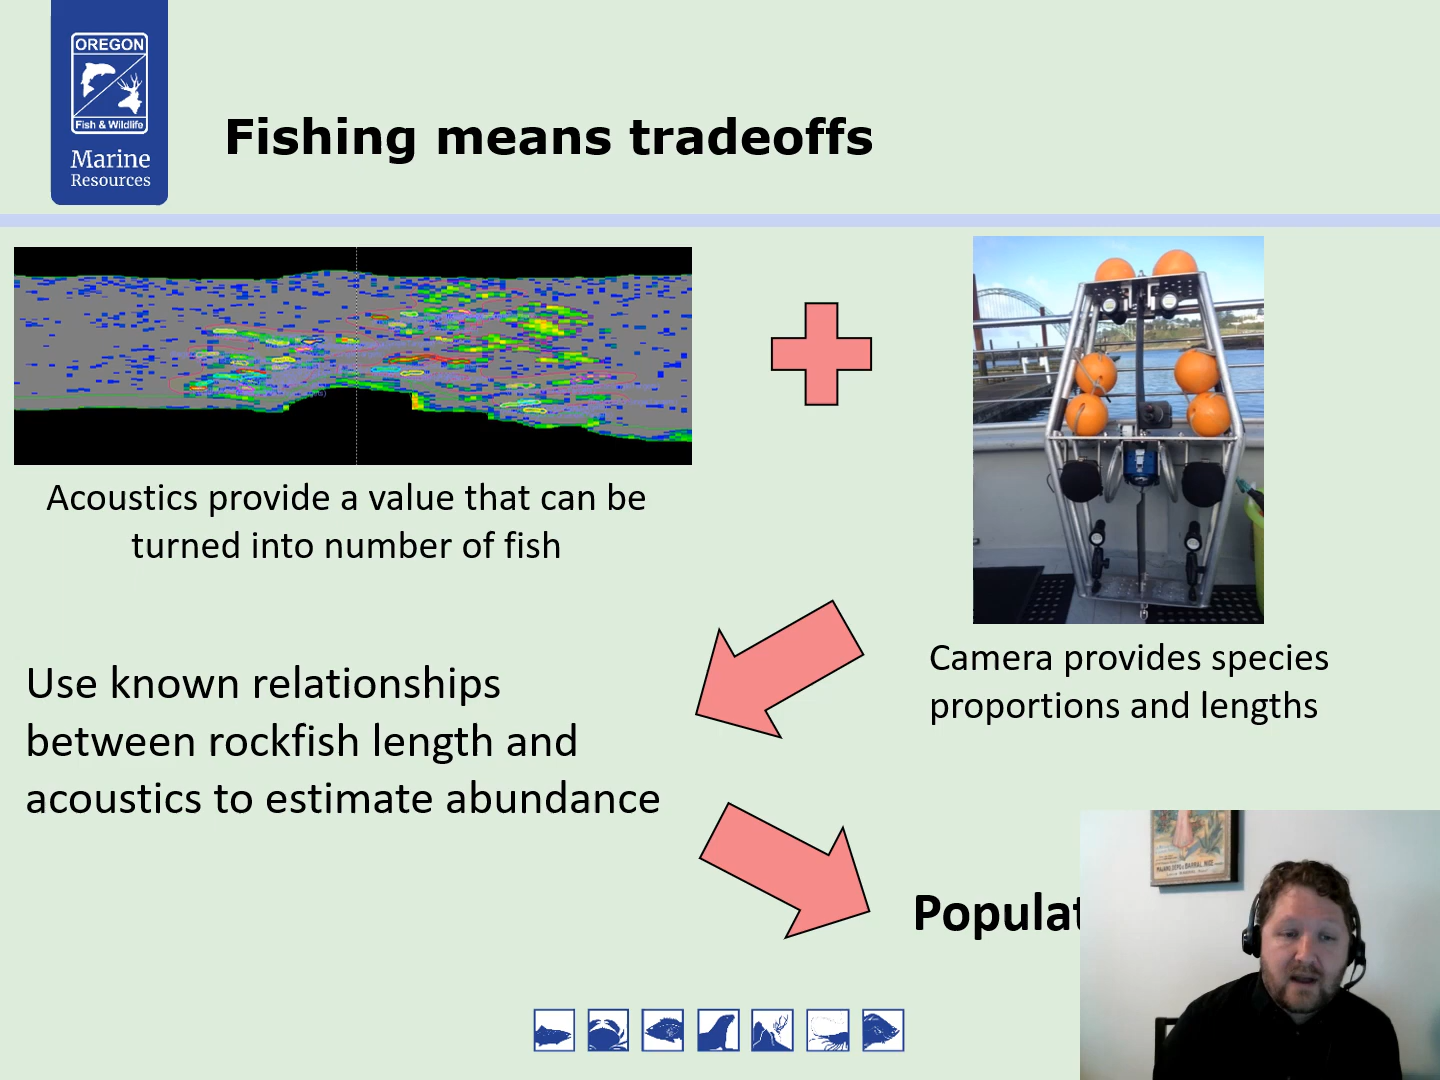 OREGON
Fish & Wildlife
Marine
Resources
Fishing means tradeoffs
Acoustics provide a value that can be
turned into number of fish
Camera provides species
proportions and lengths
Use known relationships
between rockfish length and
acoustics to estimate abundance